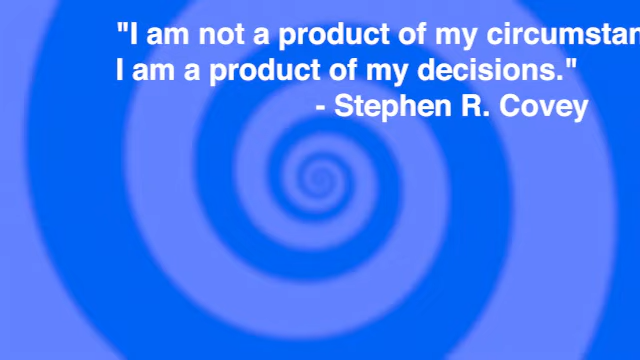 "I am not a product of my circumstan
I am a product of my decisions."
- Stephen R. Covey